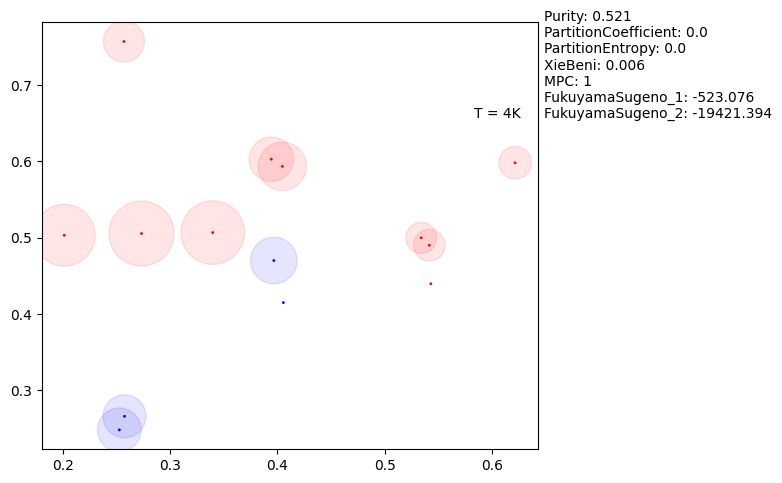 Purity: 0.521
PartitionCoefficient: 0.0
PartitionEntropy: 0.0
XieBeni: 0.006
MPC: 1
FukuyamaSugeno_1: -523.076
FukuyamaSugeno_2: -19421.394
T = 4K
0.7
0.6
0.5
0.4
0.3
0.2 0.3 0.4 0.5 0.6